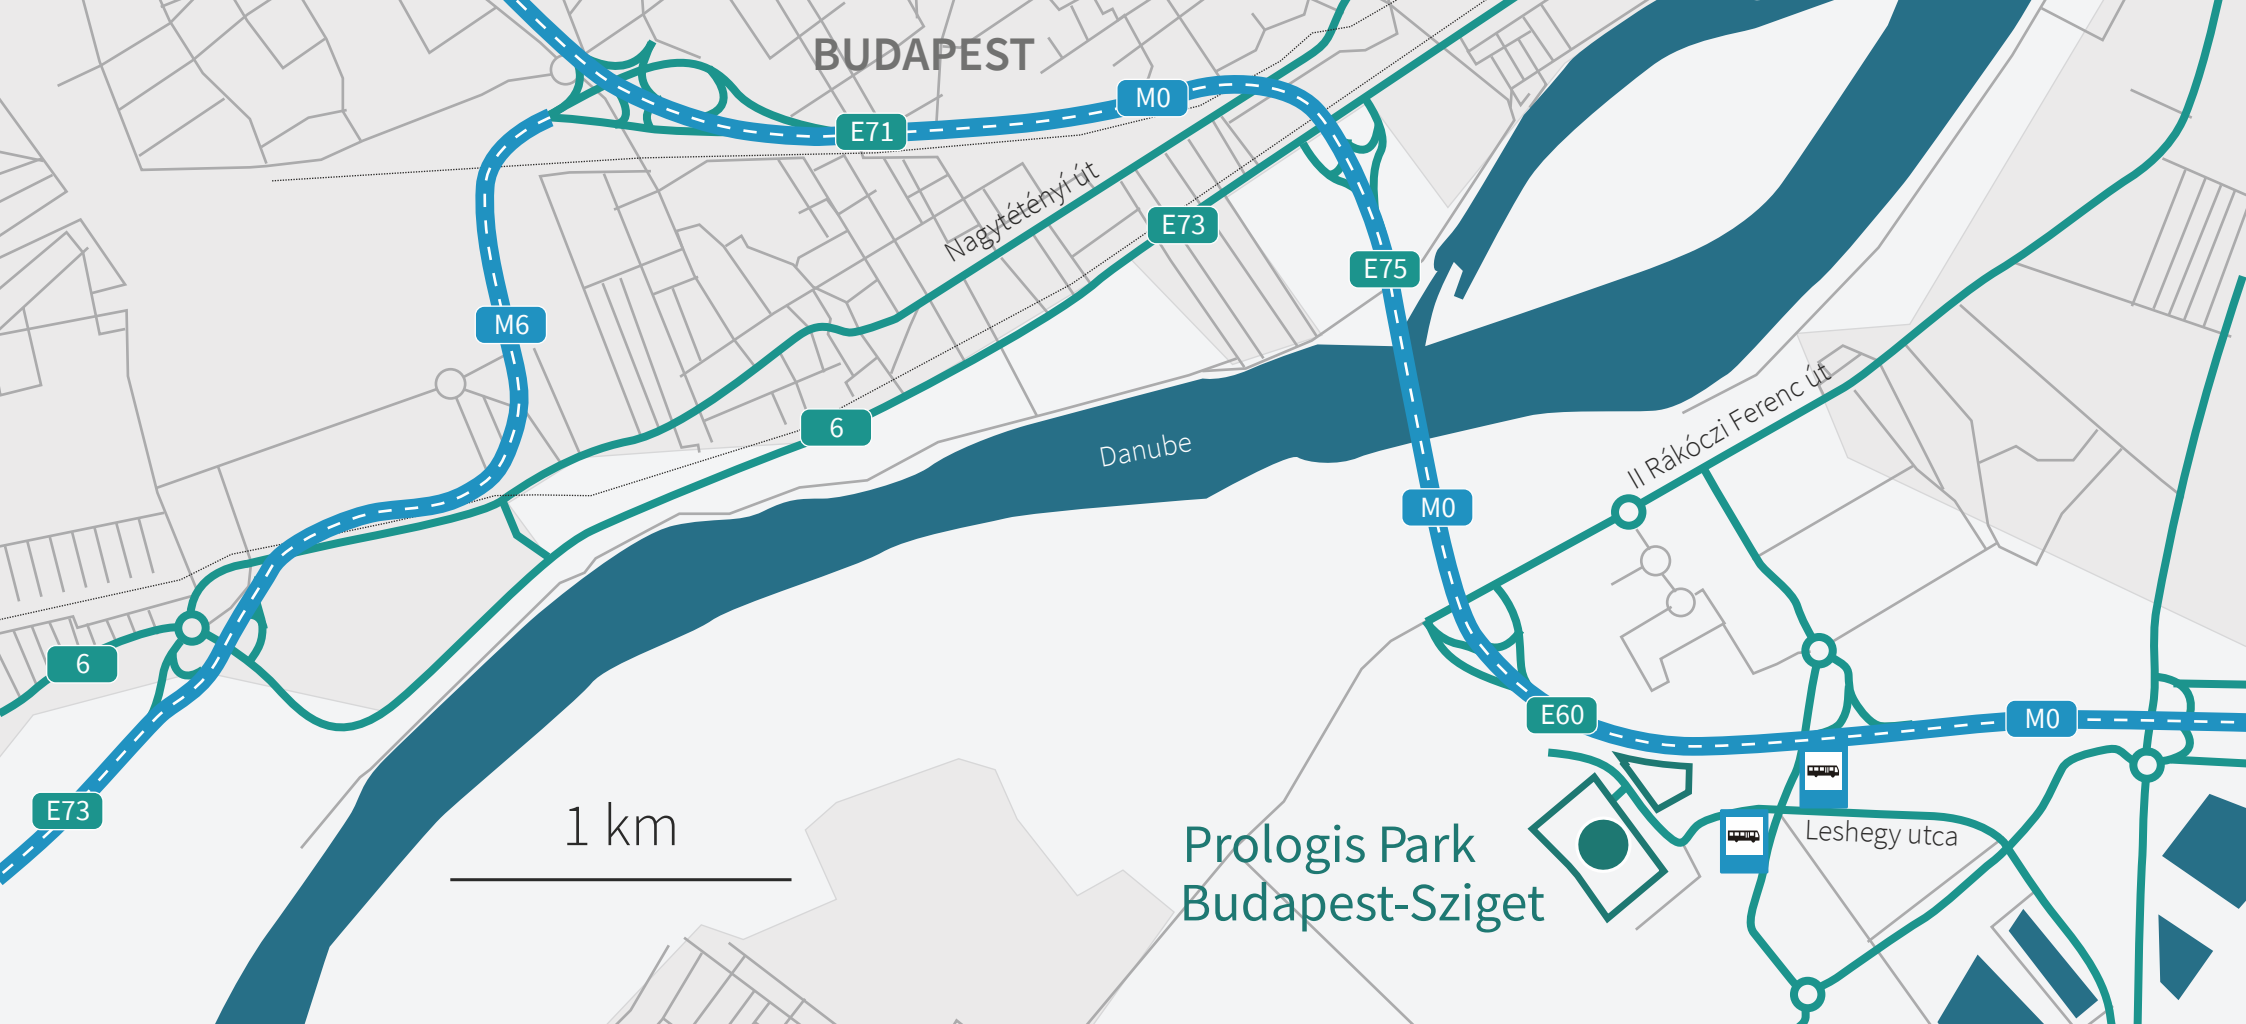 BUDAPEST
M0
E71
Nagytétényi út
E73
E75
M6
II Rákóczi Ferenc út
6
Danube
M0
6
E60
M0
E73
1 km
Prologis Park
Budapest-Sziget
Leshegy utca